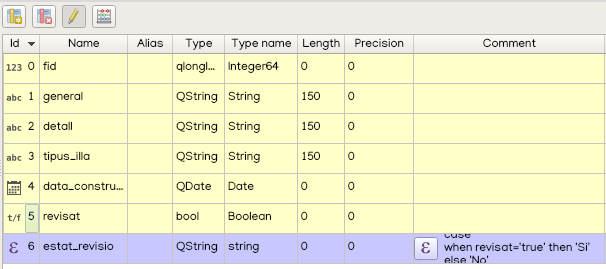 Id Name Alias Type Type name Length Precision Comment
123 0 fid qlongl... Integer64 0 0
abc 1 general QString String 150 0
abc 2 detall QString String 150 0
abc 3 tipus_illa QString String 150 0
4 data_constru... QDate Date 0 0
t/f 5 revisat bool Boolean 0 0
ε 6 estat_revisio QString string 0 0 ε case
when revisat='true' then 'Si'
else 'No'